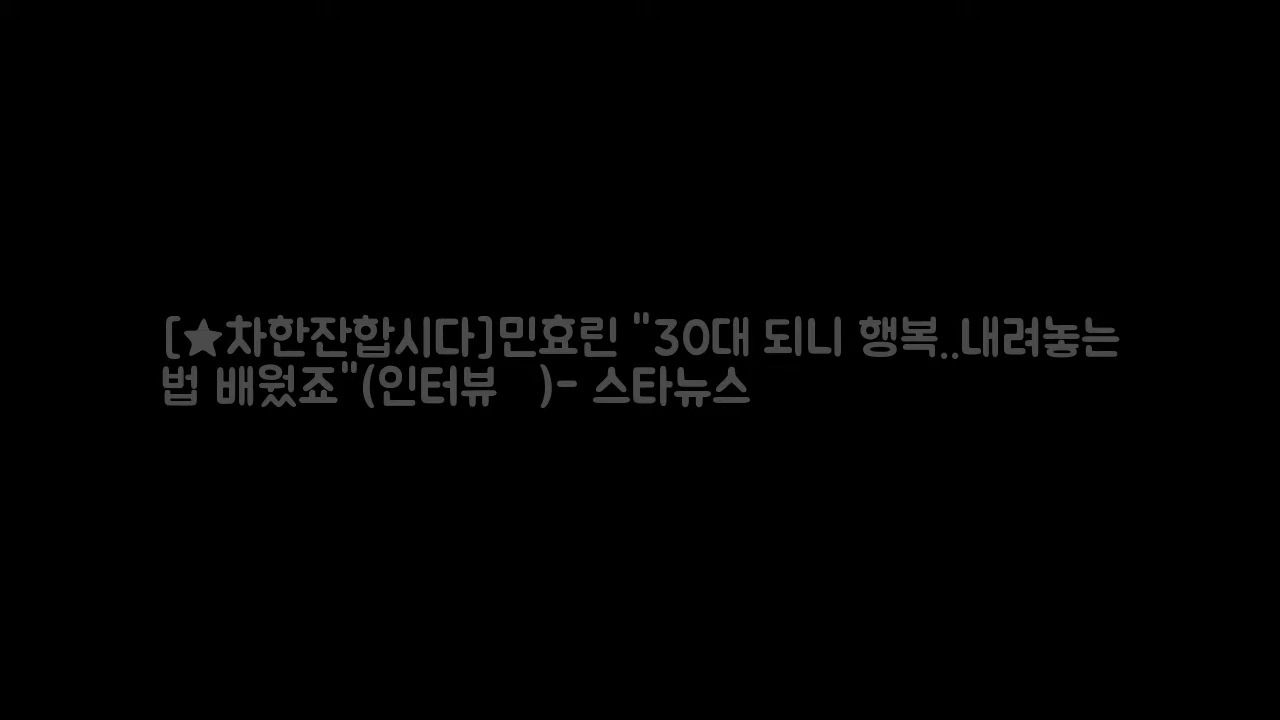 [★차한잔합시다]민효린 "30대 되니 행복..내려놓는
법 배웠죠"(인터뷰 )- 스타뉴스